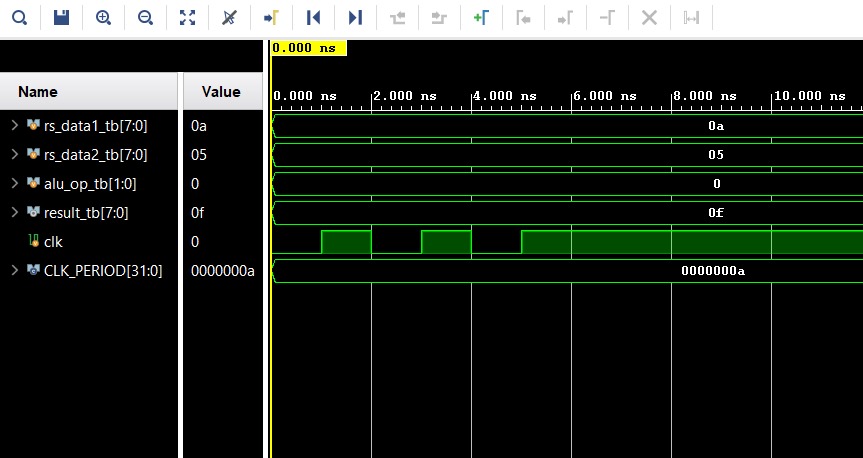 0.000 ns
Name Value
0.000 ns 2.000 ns 4.000 ns 6.000 ns 8.000 ns 10.000 ns
rs_data1_tb[7:0] 0a 0a
rs_data2_tb[7:0] 05 05
alu_op_tb[1:0] 0 0
result_tb[7:0] 0f 0f
clk 0
CLK_PERIOD[31:0] 0000000a 0000000a